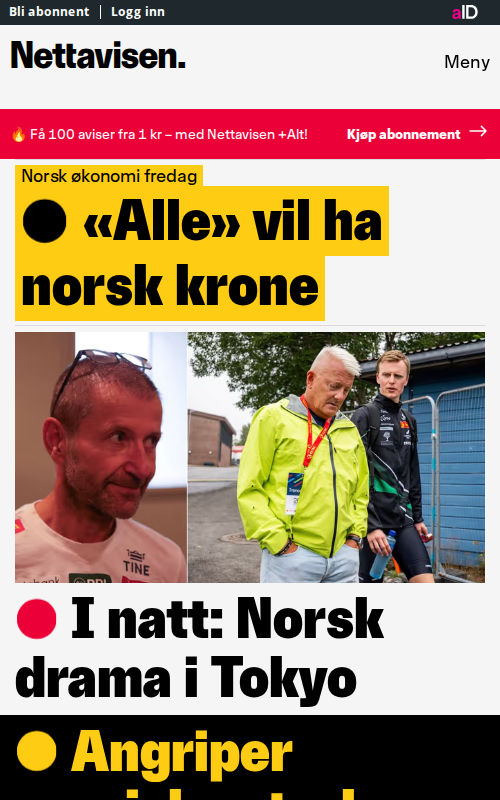 Bli abonnent | Logg inn
aID
Nettavisen.
Meny
🔥 Få 100 aviser fra 1 kr – med Nettavisen +Alt!
Kjøp abonnement →
Norsk økonomi fredag
«Alle» vil ha
norsk krone
TINE
I natt: Norsk
drama i Tokyo
Angriper